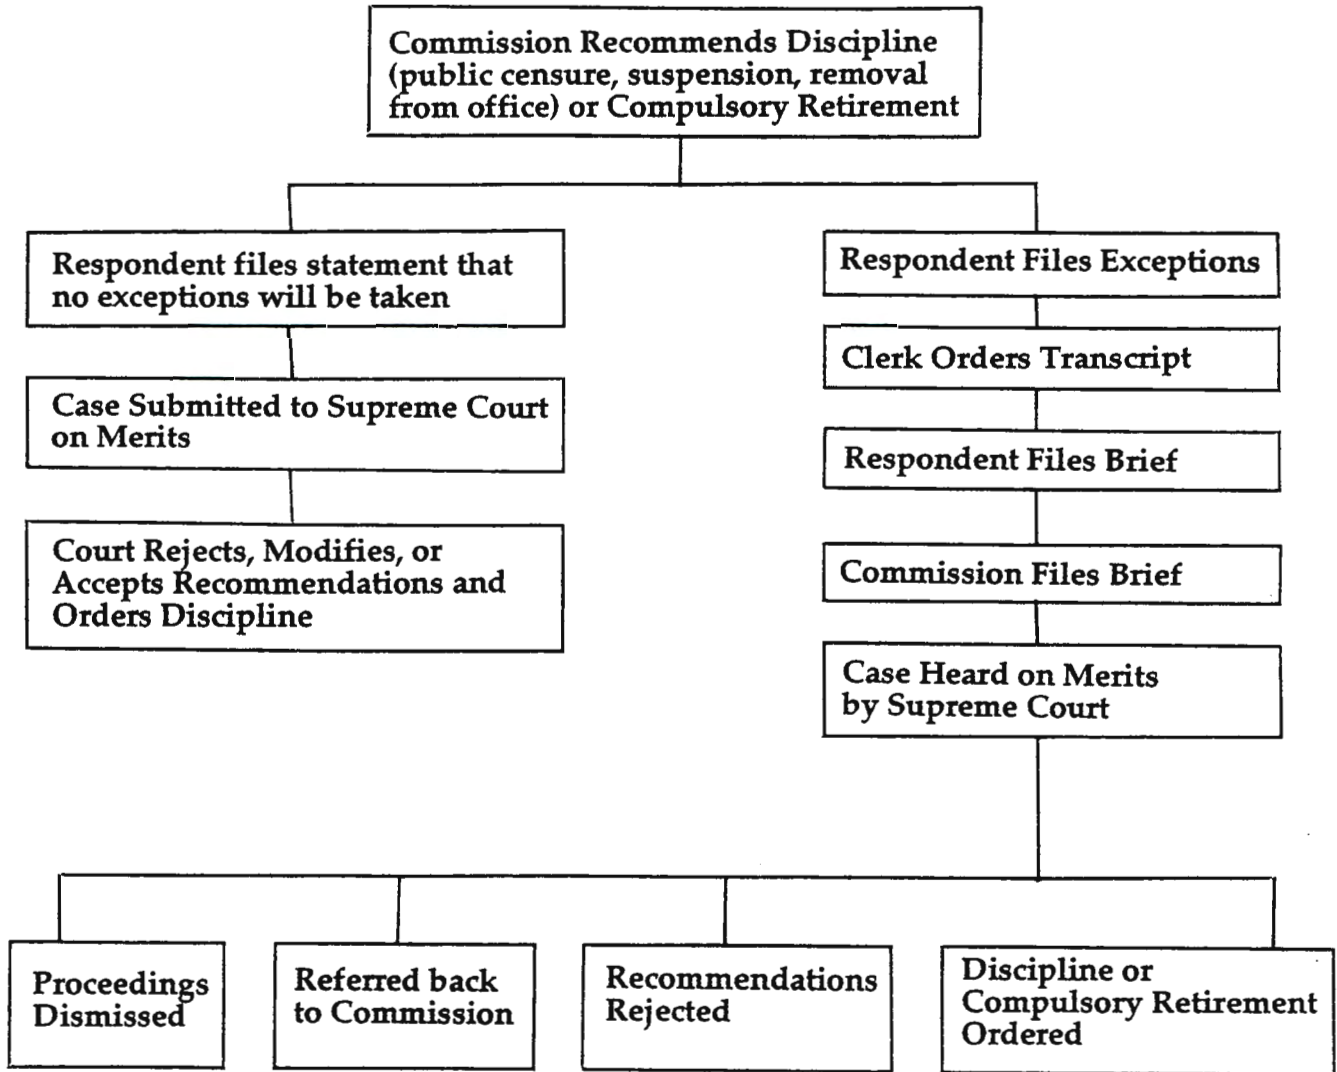 Commission Recommends Discipline
(public censure, suspension, removal
from office) or Compulsory Retirement
Respondent files statement that
no exceptions will be taken
Case Submitted to Supreme Court
on Merits
Court Rejects, Modifies, or
Accepts Recommendations and
Orders Discipline
Respondent Files Exceptions
Clerk Orders Transcript
Respondent Files Brief
Commission Files Brief
Case Heard on Merits
by Supreme Court
Proceedings
Dismissed
Referred back
to Commission
Recommendations
Rejected
Discipline or
Compulsory Retirement
Ordered